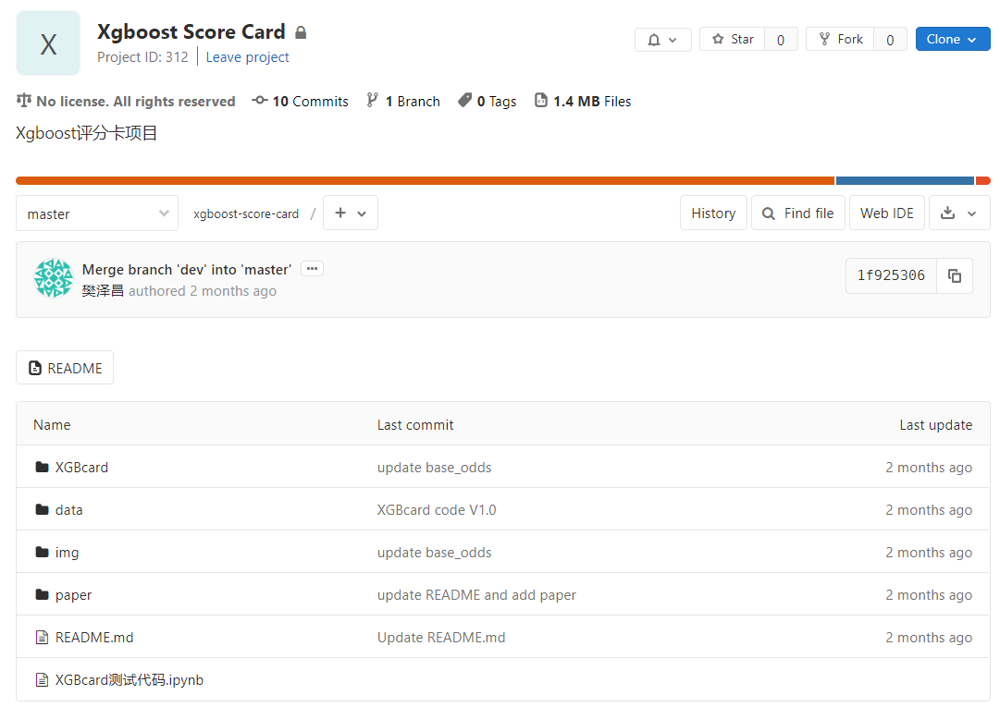 X
Xgboost Score Card
Project ID: 312 Leave project
Star 0 Fork 0 Clone
No license. All rights reserved 10 Commits 1 Branch 0 Tags 1.4 MB Files
Xgboost评分卡项目
master xgboost-score-card / + History Find file Web IDE
Merge branch 'dev' into 'master' ...
樊泽昌 authored 2 months ago
1f925306
README
Name Last commit Last update
XGBcard update base_odds 2 months ago
data XGBcard code V1.0 2 months ago
img update base_odds 2 months ago
paper update README and add paper 2 months ago
README.md Update README.md 2 months ago
XGBcard测试代码.ipynb